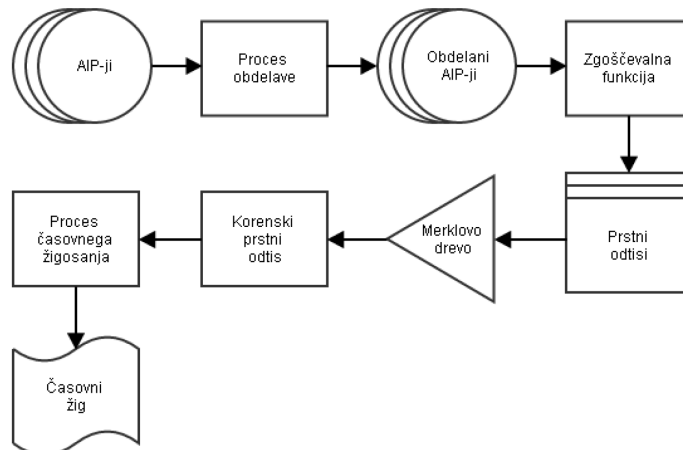 AIP-ji
Proces
obdelave
Obdelani
AIP-ji
Zgoščevalna
funkcija
Prstni
odtisi
Merklovo
drevo
Korenski
prstni
odtis
Proces
časovnega
žigosanja
Časovni
žig